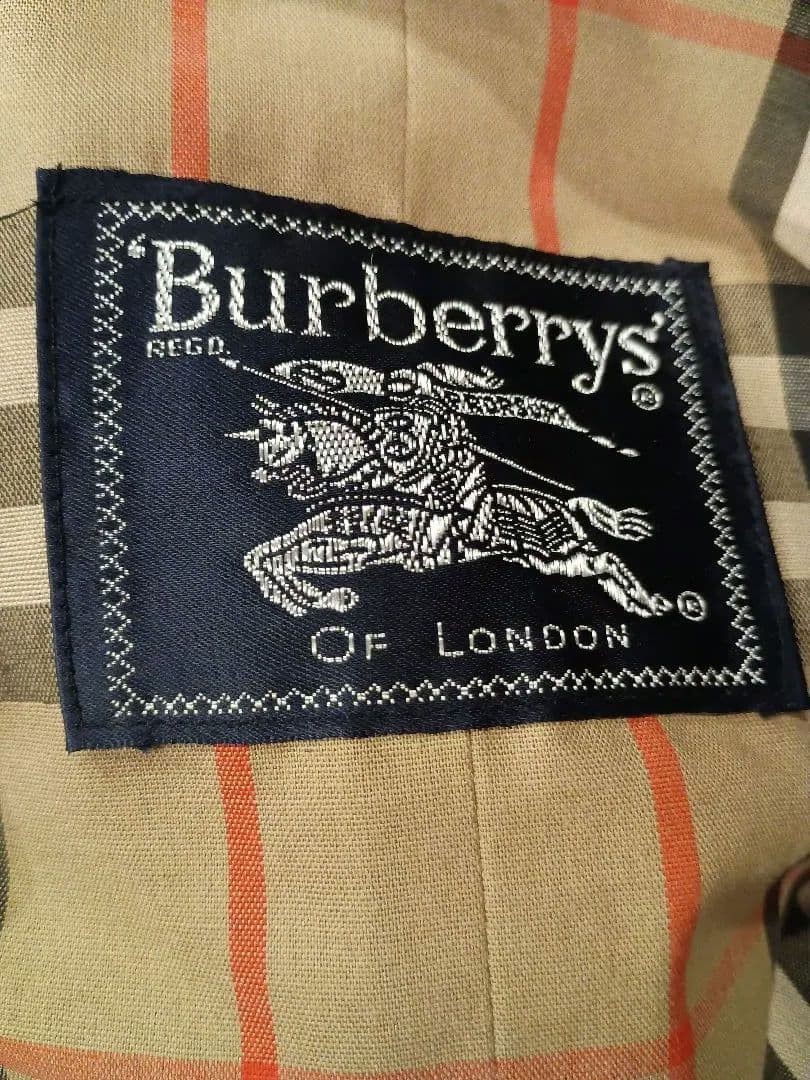 'Burberrys'
REGD. ®
®
OF LONDON